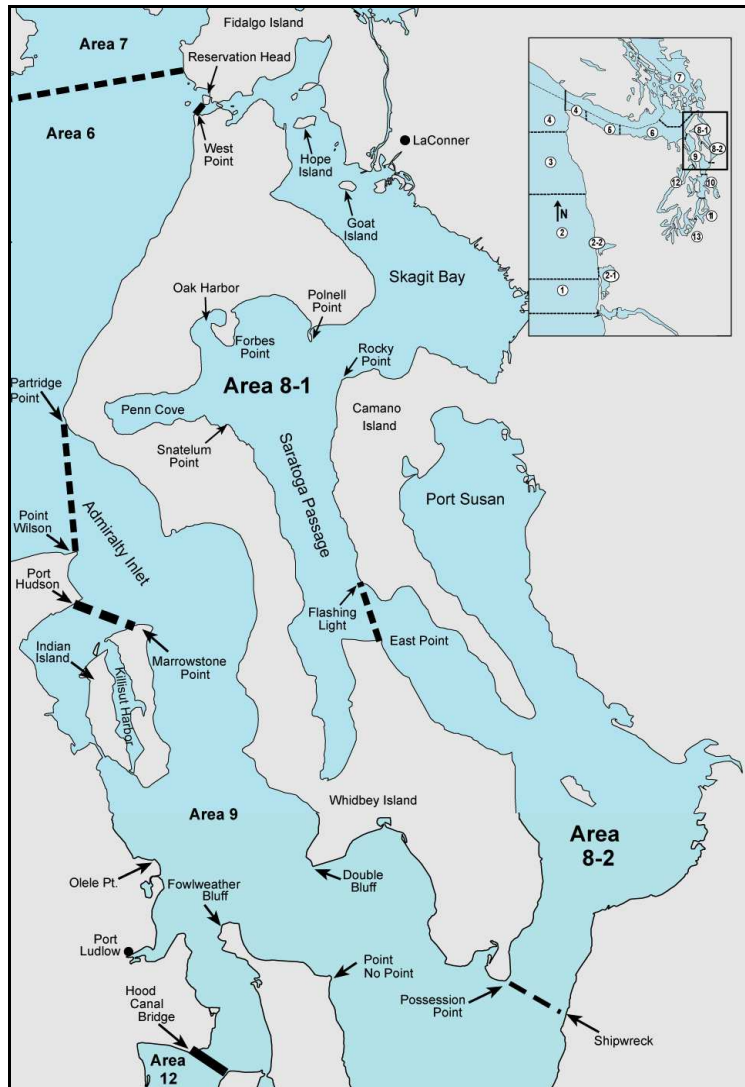 Fidalgo Island
Area 7
Reservation Head
Area 6
West
Point
Hope
Island
LaConner
Goat
Island
Skagit Bay
Oak Harbor
Polnell
Point
Forbes
Point
Rocky
Point
Area 8-1
Partridge
Point
Penn Cove
Camano
Island
Snatelum
Point
Saratoga Passage
Port Susan
Point
Wilson
Admiralty Inlet
Port
Hudson
Flashing
Light
East Point
Indian
Island
Killisut Harbor
Marrowstone
Point
Whidbey Island
Area 9
Area
8-2
Olele Pt.
Fowlweather
Bluff
Double
Bluff
Port
Ludlow
Point
No Point
Hood
Canal
Bridge
Possession
Point
Shipwreck
Area
12
7
4
4
5
6
8-1
8-2
9
3
12
10
N
11
13
2
2-2
2-1
1